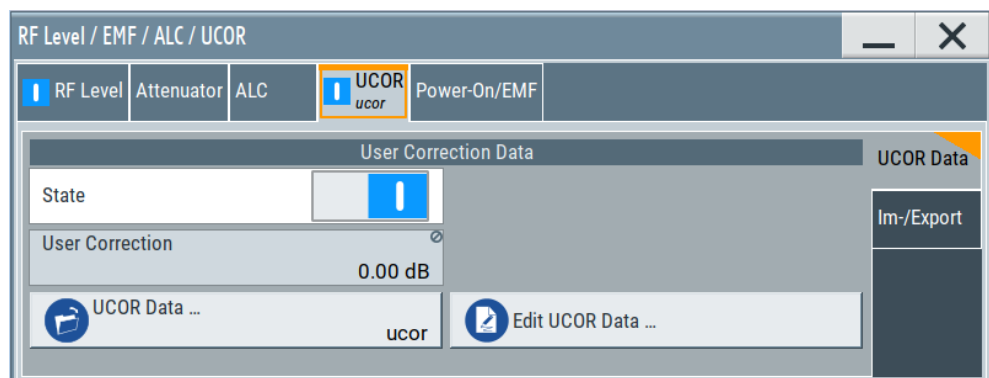 RF Level / EMF / ALC / UCOR
RF Level
Attenuator
ALC
UCOR
ucor
Power-On/EMF
User Correction Data
UCOR Data
State
Im-/Export
User Correction
0.00 dB
UCOR Data ...
ucor
Edit UCOR Data ...